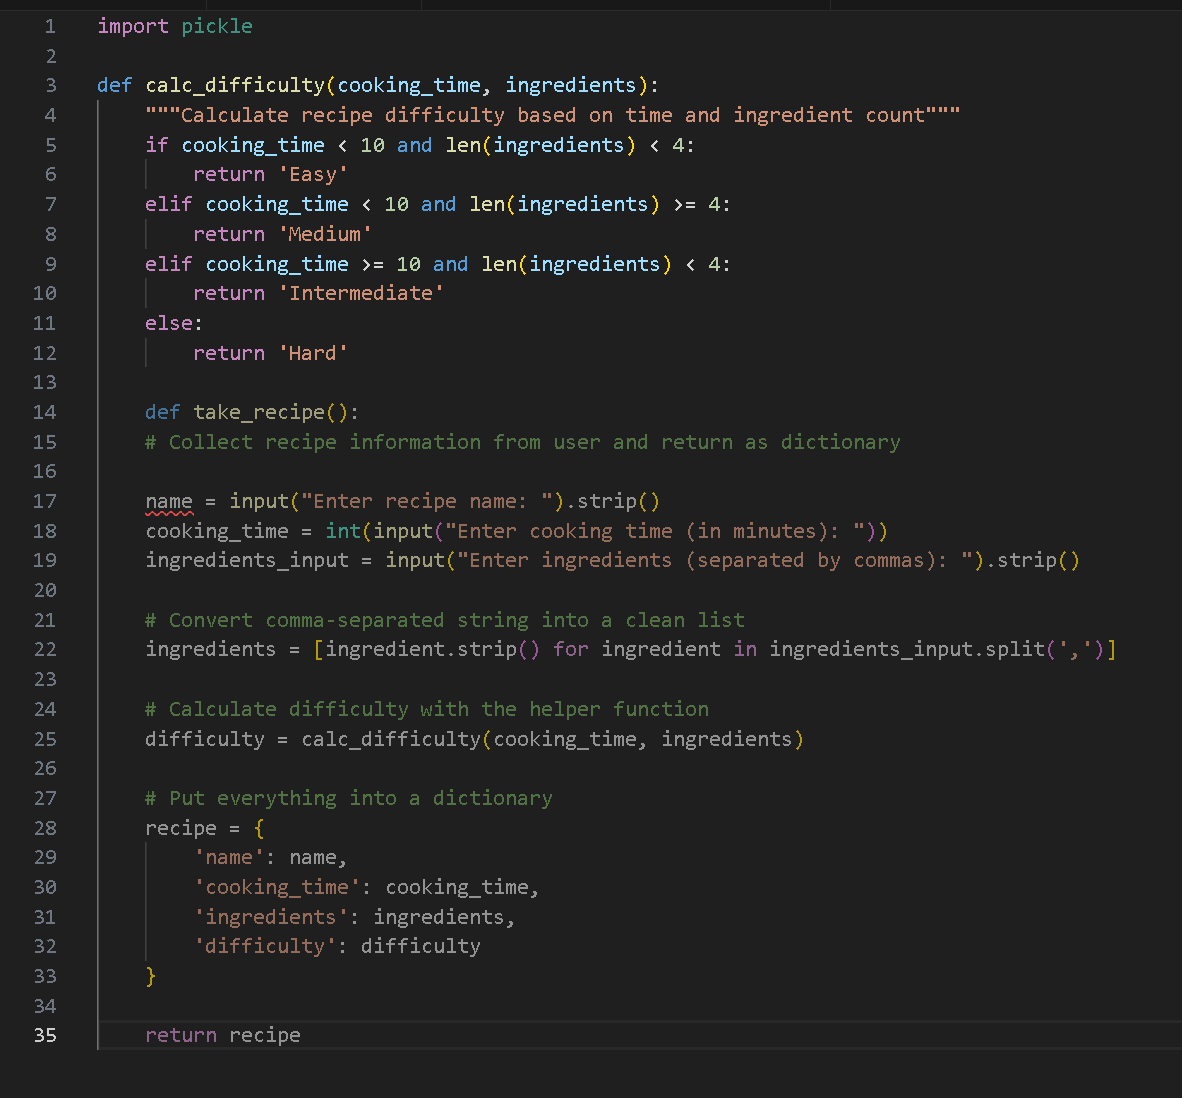 1 import pickle
2
3 def calc_difficulty(cooking_time, ingredients):
4     """Calculate recipe difficulty based on time and ingredient count"""
5     if cooking_time < 10 and len(ingredients) < 4:
6         return 'Easy'
7     elif cooking_time < 10 and len(ingredients) >= 4:
8         return 'Medium'
9     elif cooking_time >= 10 and len(ingredients) < 4:
10         return 'Intermediate'
11     else:
12         return 'Hard'
13
14     def take_recipe():
15     # Collect recipe information from user and return as dictionary
16
17     name = input("Enter recipe name: ").strip()
18     cooking_time = int(input("Enter cooking time (in minutes): "))
19     ingredients_input = input("Enter ingredients (separated by commas): ").strip()
20
21     # Convert comma-separated string into a clean list
22     ingredients = [ingredient.strip() for ingredient in ingredients_input.split(',')]
23
24     # Calculate difficulty with the helper function
25     difficulty = calc_difficulty(cooking_time, ingredients)
26
27     # Put everything into a dictionary
28     recipe = {
29         'name': name,
30         'cooking_time': cooking_time,
31         'ingredients': ingredients,
32         'difficulty': difficulty
33     }
34
35     return recipe